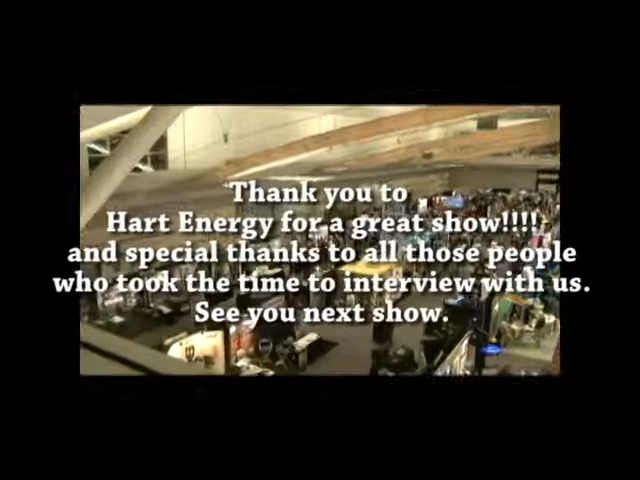 Thank you to
Hart Energy for a great show!!!!
and special thanks to all those people
who took the time to interview with us.
See you next show.